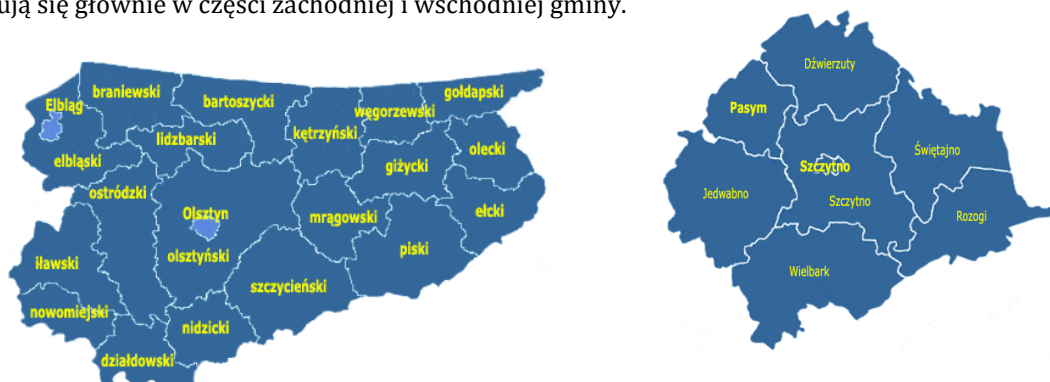 ują się głównie w części zachodniej i wschodniej gminy.
braniewski
bartoszycki
gołdapski
Elbląg
węgorzewski
kętrzyński
lidzbarski
olecki
elbląski
giżycki
ostródzki
Olsztyn
mrągowski
ełcki
olsztyński
piski
iławski
szczycieński
nowomiejski
nidzicki
działdowski
Dźwierzuty
Pasym
Świętajno
Szczytno
Jedwabno
Szczytno
Rozogi
Wielbark